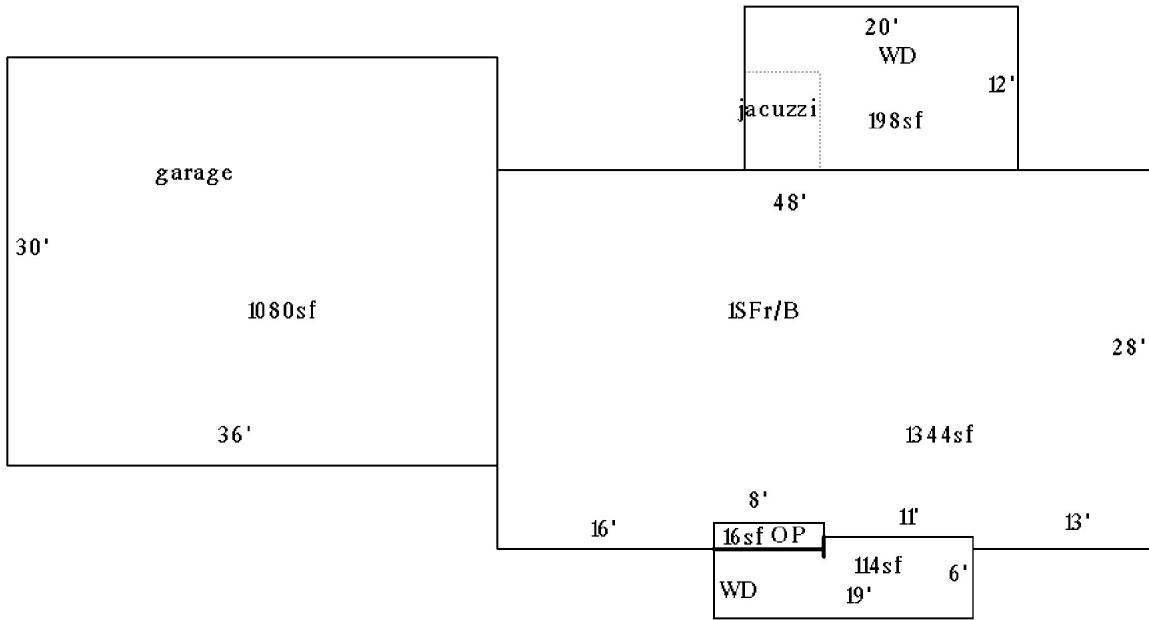 20'
WD
12'
jacuzzi
198sf
garage
48'
30'
1080sf
1SFr/B
28'
36'
1344sf
8'
16'
11'
13'
16sf OP
114sf
6'
WD
19'